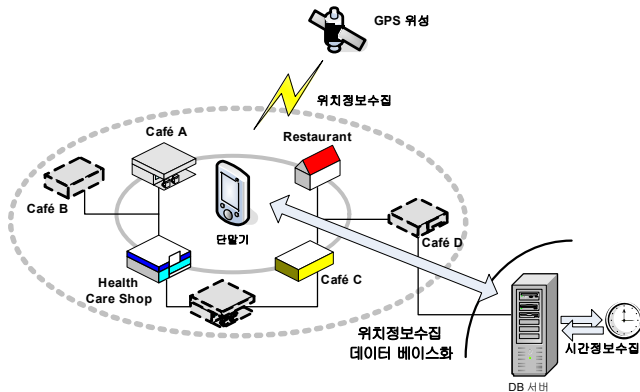 GPS 위성
위치정보수집
Café A
Restaurant
Café B
단말기
Café D
Health
Care Shop
Café C
위치정보수집
데이터 베이스화
시간정보수집
DB 서버